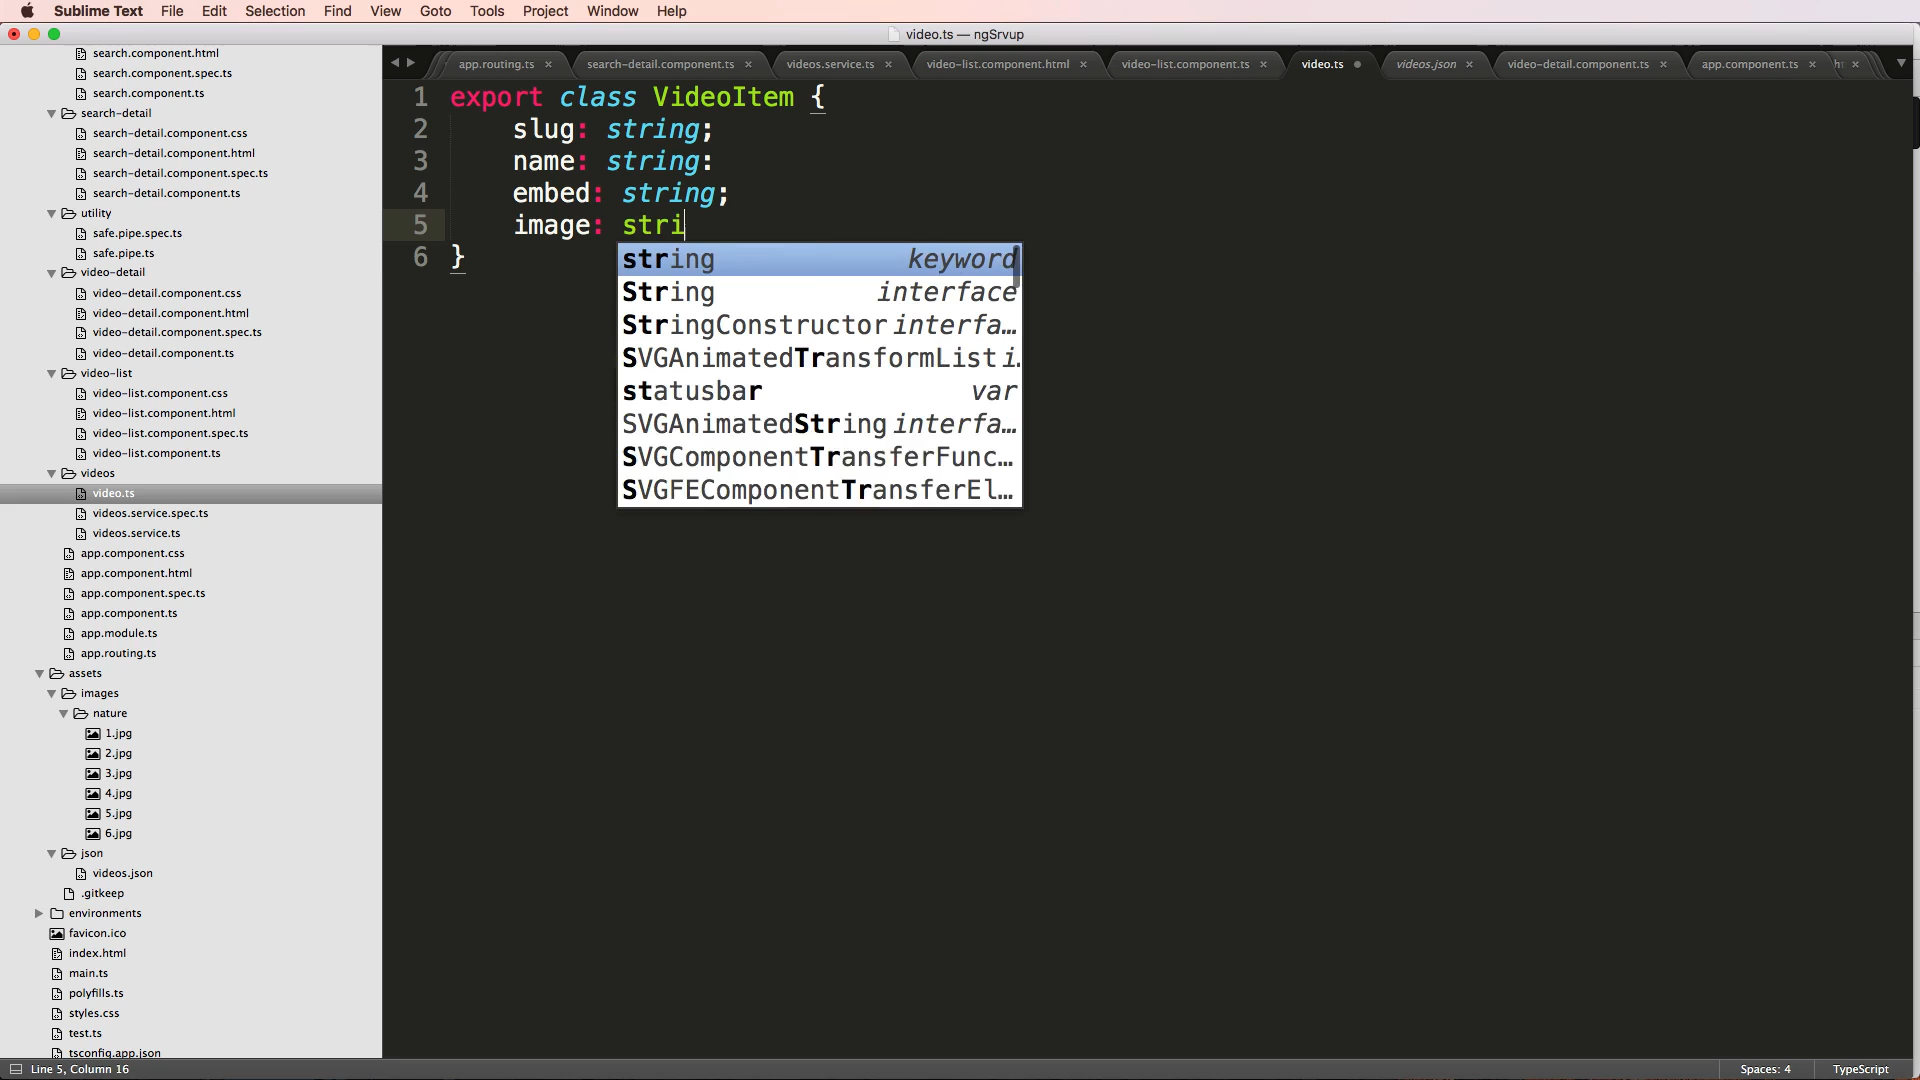 Sublime Text File Edit Selection Find View Goto Tools Project Window Help
video.ts — ngSrvup
search.component.html
search.component.spec.ts
search.component.ts
search-detail
search-detail.component.css
search-detail.component.html
search-detail.component.spec.ts
search-detail.component.ts
utility
safe.pipe.spec.ts
safe.pipe.ts
video-detail
video-detail.component.css
video-detail.component.html
video-detail.component.spec.ts
video-detail.component.ts
video-list
video-list.component.css
video-list.component.html
video-list.component.spec.ts
video-list.component.ts
videos
video.ts
videos.service.spec.ts
videos.service.ts
app.component.css
app.component.html
app.component.spec.ts
app.component.ts
app.module.ts
app.routing.ts
assets
images
nature
1.jpg
2.jpg
3.jpg
4.jpg
5.jpg
6.jpg
json
videos.json
.gitkeep
environments
favicon.ico
index.html
main.ts
polyfills.ts
styles.css
test.ts
tsconfig.app.json
app.routing.ts search-detail.component.ts videos.service.ts video-list.component.html video-list.component.ts video.ts videos.json video-detail.component.ts app.component.ts
1 export class VideoItem {
2 slug: string;
3 name: string:
4 embed: string;
5 image: stri
6 }
string keyword
String interface
StringConstructor interfa…
SVGAnimatedTransformList i.
statusbar var
SVGAnimatedString interfa…
SVGComponentTransferFunc…
SVGFEComponentTransferEl…
Line 5, Column 16 Spaces: 4 TypeScript